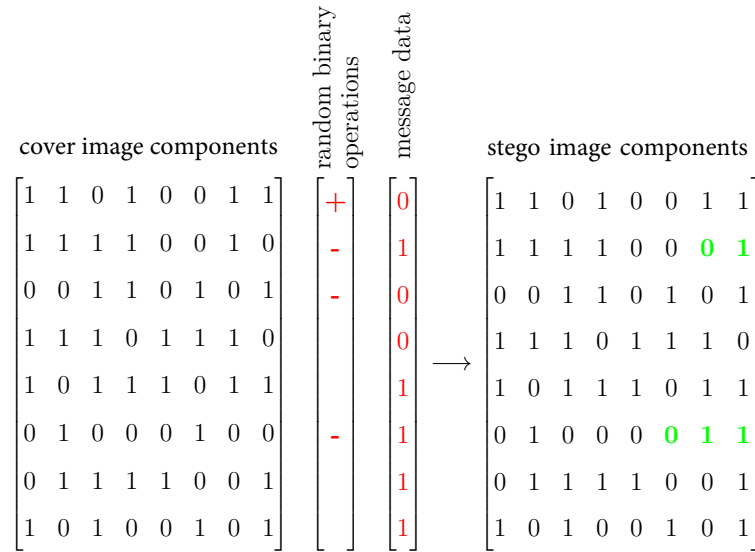 random binary
operations
message data
cover image components
stego image components
1 1 0 1 0 0 1 1 + 0 1 1 0 1 0 0 1 1
1 1 1 1 0 0 1 0 - 1 1 1 1 1 0 0 0 1
0 0 1 1 0 1 0 1 - 0 0 0 1 1 0 1 0 1
1 1 1 0 1 1 1 0 0 1 1 1 0 1 1 1 0
→
1 0 1 1 1 0 1 1 1 1 0 1 1 1 0 1 1
0 1 0 0 0 1 0 0 - 1 0 1 0 0 0 0 1 1
0 1 1 1 1 0 0 1 1 0 1 1 1 1 0 0 1
1 0 1 0 0 1 0 1 1 1 0 1 0 0 1 0 1